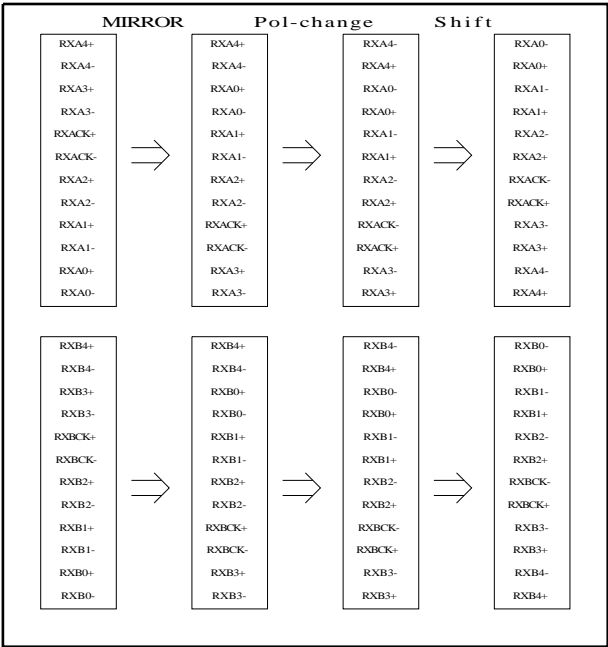 MIRROR Pol-change Shift
RXA4+ RXA4+ RXA4- RXA0-
RXA4- RXA4- RXA4+ RXA0+
RXA3+ RXA0+ RXA0- RXA1-
RXA3- RXA0- RXA0+ RXA1+
RXACK+ RXA1+ RXA1- RXA2-
RXACK- RXA1- RXA1+ RXA2+
RXA2+ RXA2+ RXA2- RXACK-
RXA2- RXA2- RXA2+ RXACK+
RXA1+ RXACK+ RXACK- RXA3-
RXA1- RXACK- RXACK+ RXA3+
RXA0+ RXA3+ RXA3- RXA4-
RXA0- RXA3- RXA3+ RXA4+
RXB4+ RXB4+ RXB4- RXB0-
RXB4- RXB4- RXB4+ RXB0+
RXB3+ RXB0+ RXB0- RXB1-
RXB3- RXB0- RXB0+ RXB1+
RXBCK+ RXB1+ RXB1- RXB2-
RXBCK- RXB1- RXB1+ RXB2+
RXB2+ RXB2+ RXB2- RXBCK-
RXB2- RXB2- RXB2+ RXBCK+
RXB1+ RXBCK+ RXBCK- RXB3-
RXB1- RXBCK- RXBCK+ RXB3+
RXB0+ RXB3+ RXB3- RXB4-
RXB0- RXB3- RXB3+ RXB4+